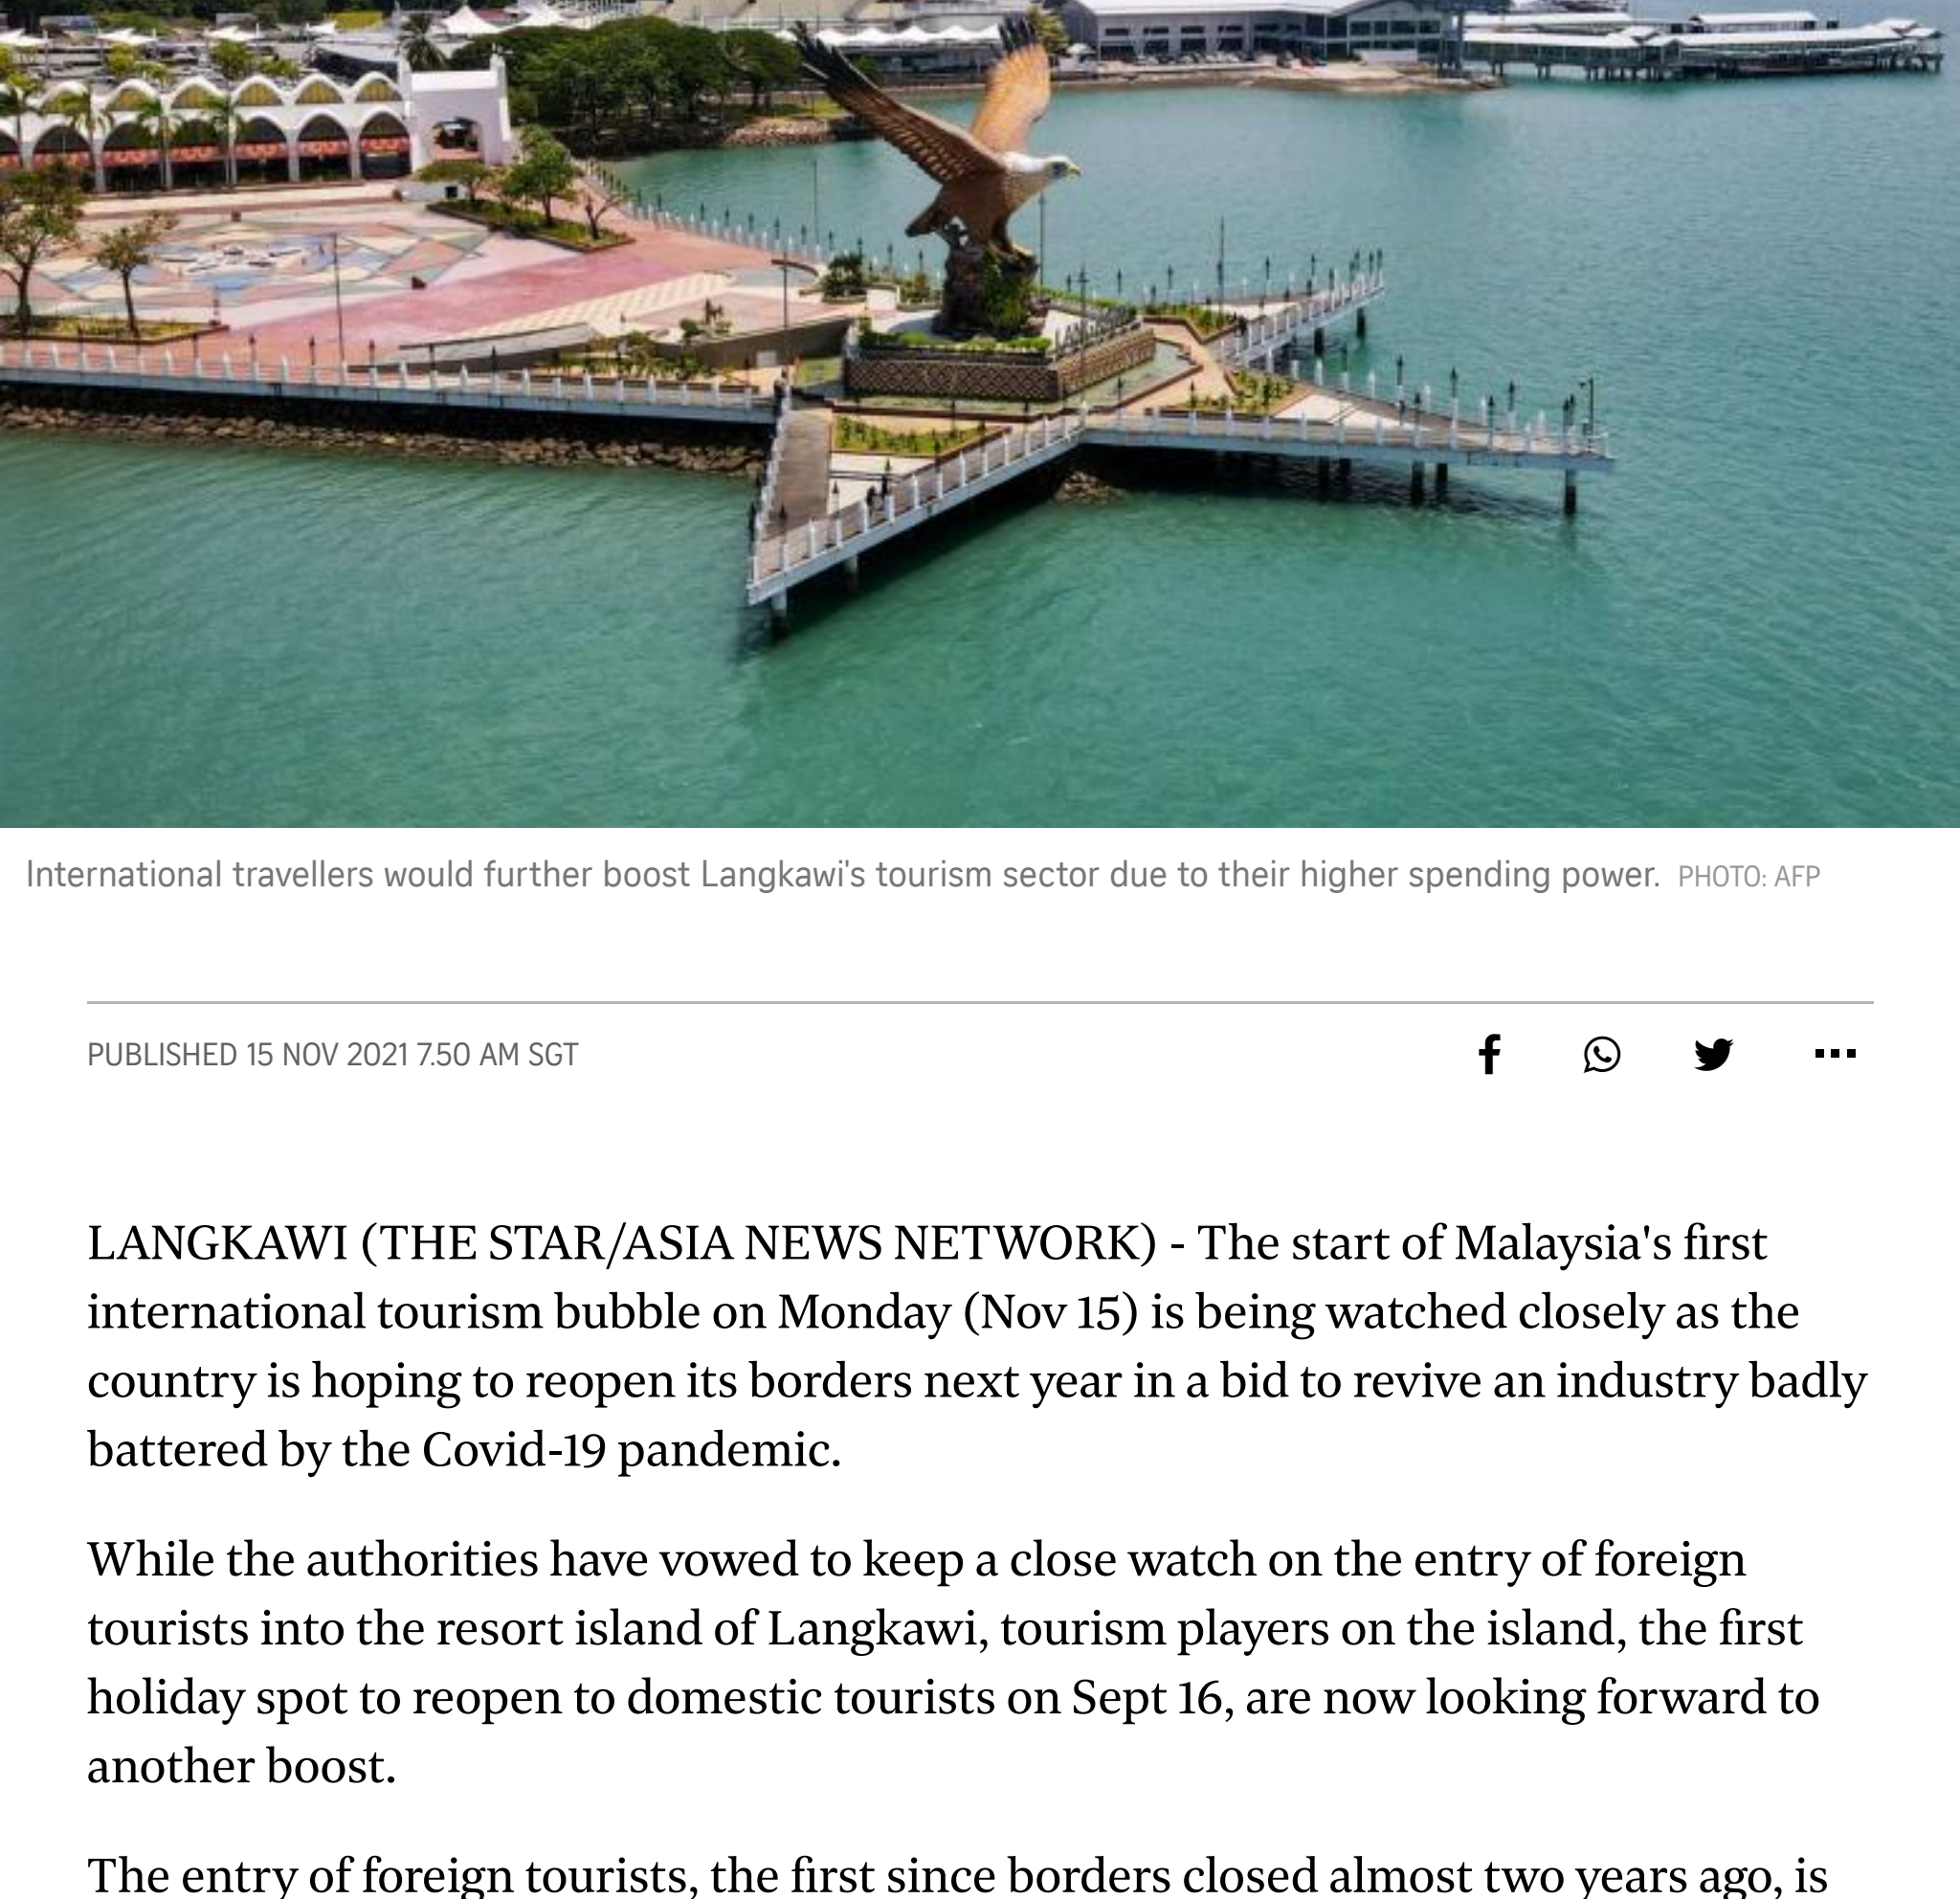 International travellers would further boost Langkawi's tourism sector due to their higher spending power. PHOTO: AFP
PUBLISHED 15 NOV 2021 7.50 AM SGT
LANGKAWI (THE STAR/ASIA NEWS NETWORK) - The start of Malaysia's first
international tourism bubble on Monday (Nov 15) is being watched closely as the
country is hoping to reopen its borders next year in a bid to revive an industry badly
battered by the Covid-19 pandemic.
While the authorities have vowed to keep a close watch on the entry of foreign
tourists into the resort island of Langkawi, tourism players on the island, the first
holiday spot to reopen to domestic tourists on Sept 16, are now looking forward to
another boost.
The entry of foreign tourists, the first since borders closed almost two years ago, is